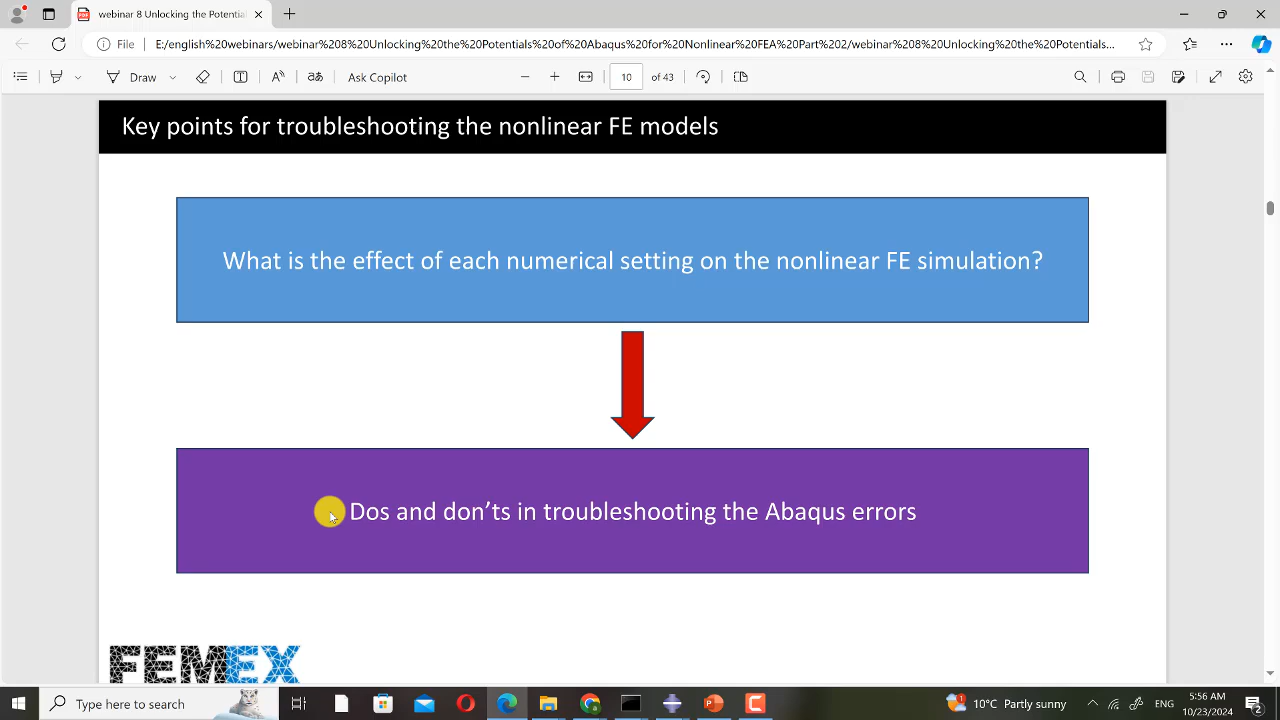 webinar 8 Unlocking the Potentia
File
E:/english%20webinars/webinar%208%20Unlocking%20the%20Potentials%20o%20Abaqus%20for%20Nonlinear%20FEA%20Part%202/webinar%208%20Unlocking%20the%20Potentials...
Draw
Ask Copilot
10 of 43
Key points for troubleshooting the nonlinear FE models
What is the effect of each numerical setting on the nonlinear FE simulation?
Dos and don’ts in troubleshooting the Abaqus errors
FEMEX
Type here to search
10°C Partly sunny
ENG
5:56 AM
10/23/2024